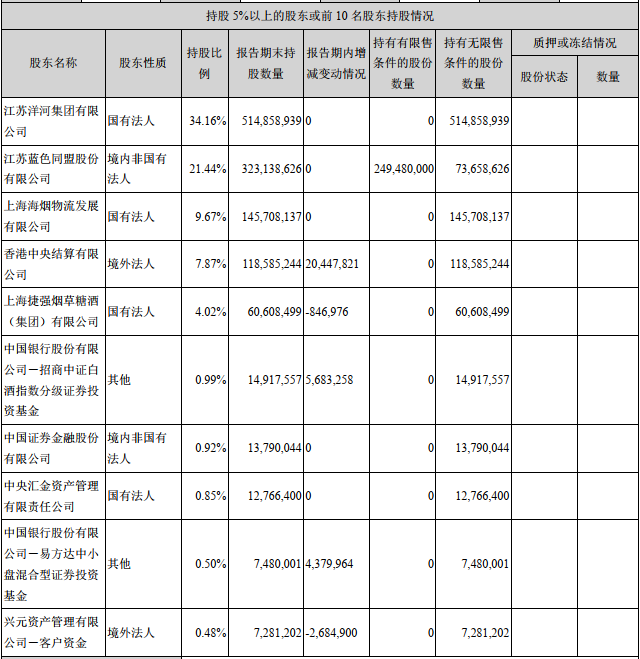 持股 5%以上的股东或前 10 名股东持股情况
股东名称 股东性质 持股比例 报告期末持股数量 报告期内增减变动情况 持有有限售条件的股份数量 持有无限售条件的股份数量 质押或冻结情况
股份状态 数量
江苏洋河集团有限公司 国有法人 34.16% 514,858,939 0 0 514,858,939
江苏蓝色同盟股份有限公司 境内非国有法人 21.44% 323,138,626 0 249,480,000 73,658,626
上海海烟物流发展有限公司 国有法人 9.67% 145,708,137 0 0 145,708,137
香港中央结算有限公司 境外法人 7.87% 118,585,244 20,447,821 0 118,585,244
上海捷强烟草糖酒（集团）有限公司 国有法人 4.02% 60,608,499 -846,976 0 60,608,499
中国银行股份有限公司－招商中证白酒指数分级证券投资基金 其他 0.99% 14,917,557 5,683,258 0 14,917,557
中国证券金融股份有限公司 境内非国有法人 0.92% 13,790,044 0 0 13,790,044
中央汇金资产管理有限责任公司 国有法人 0.85% 12,766,400 0 0 12,766,400
中国银行股份有限公司－易方达中小盘混合型证券投资基金 其他 0.50% 7,480,001 4,379,964 0 7,480,001
兴元资产管理有限公司－客户资金 境外法人 0.48% 7,281,202 -2,684,900 0 7,281,202